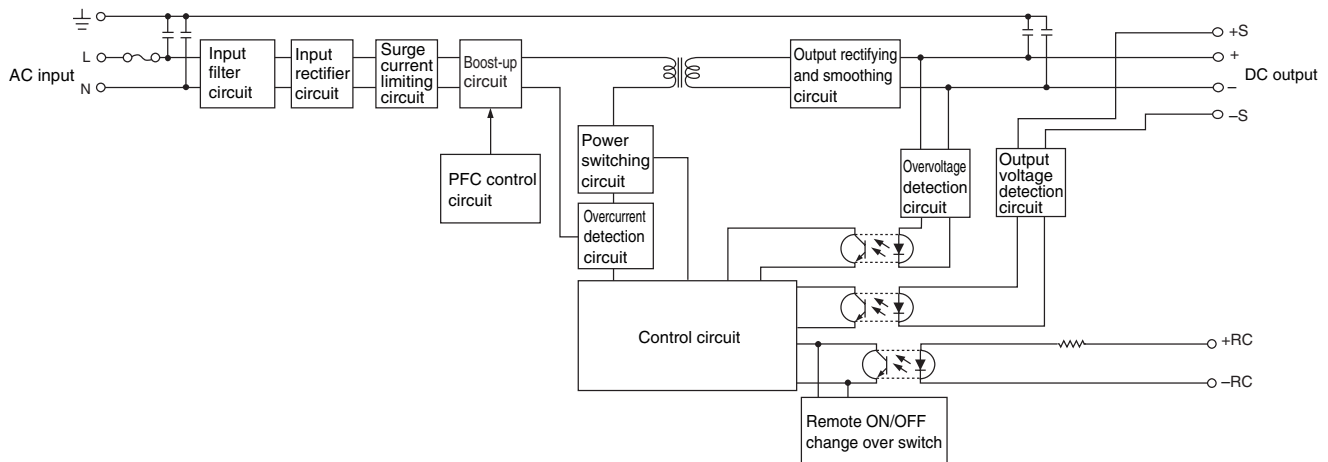 +S
L
+
AC input
DC output
N
–
–S
Input
filter
circuit
Input
rectifier
circuit
Surge
current
limiting
circuit
Boost-up
circuit
Output rectifying
and smoothing
circuit
PFC control
circuit
Power
switching
circuit
Overcurrent
detection
circuit
Overvoltage
detection
circuit
Output
voltage
detection
circuit
Control circuit
+RC
–RC
Remote ON/OFF
change over switch